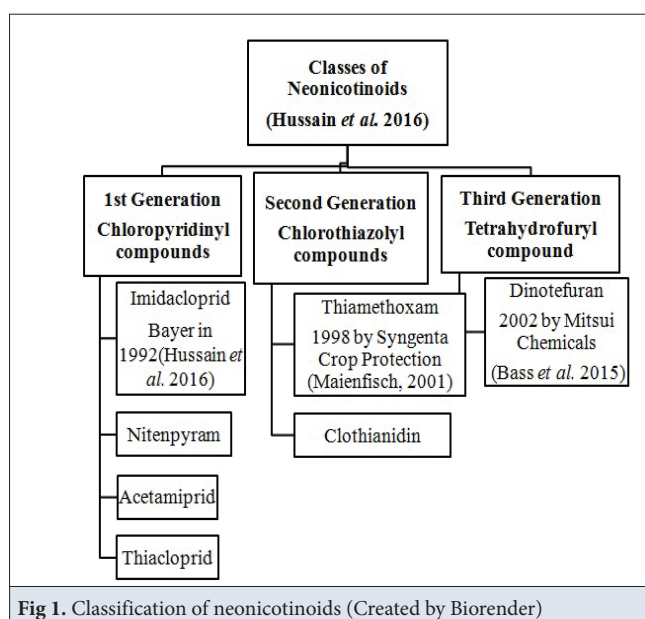 Classes of
Neonicotinoids
(Hussain et al. 2016)
1st Generation
Chloropyridinyl
compounds
Imidacloprid
Bayer in
1992(Hussain et
al. 2016)
Nitenpyram
Acetamiprid
Thiacloprid
Second Generation
Chlorothiazolyl
compounds
Thiamethoxam
1998 by Syngenta
Crop Protection
(Maienfisch, 2001)
Clothianidin
Third Generation
Tetrahydrofuryl
compound
Dinotefuran
2002 by Mitsui
Chemicals
(Bass et al. 2015)
Fig 1. Classification of neonicotinoids (Created by Biorender)